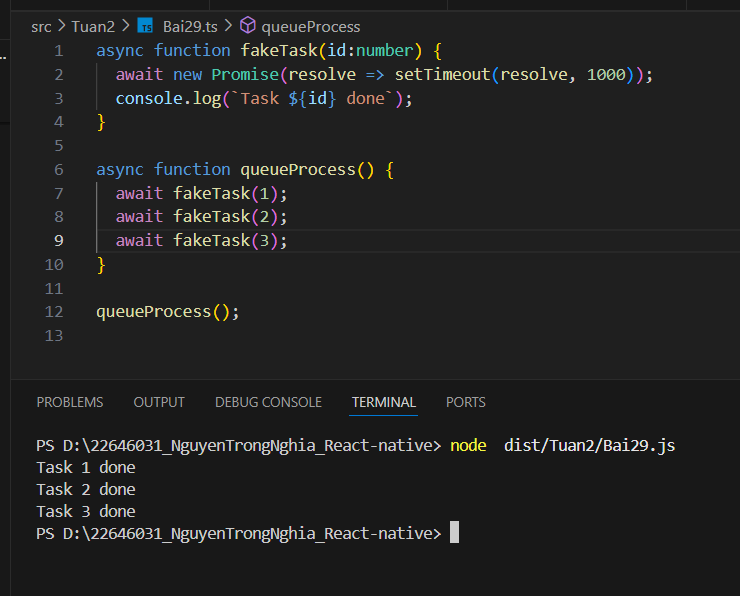 src > Tuan2 > TS Bai29.ts > queueProcess
1 async function fakeTask(id:number) {
2   await new Promise(resolve => setTimeout(resolve, 1000));
3   console.log(`Task ${id} done`);
4 }
5
6 async function queueProcess() {
7   await fakeTask(1);
8   await fakeTask(2);
9   await fakeTask(3);
10 }
11
12 queueProcess();
13
PROBLEMS OUTPUT DEBUG CONSOLE TERMINAL PORTS
PS D:\22646031_NguyenTrongNghia_React-native> node  dist/Tuan2/Bai29.js
Task 1 done
Task 2 done
Task 3 done
PS D:\22646031_NguyenTrongNghia_React-native>